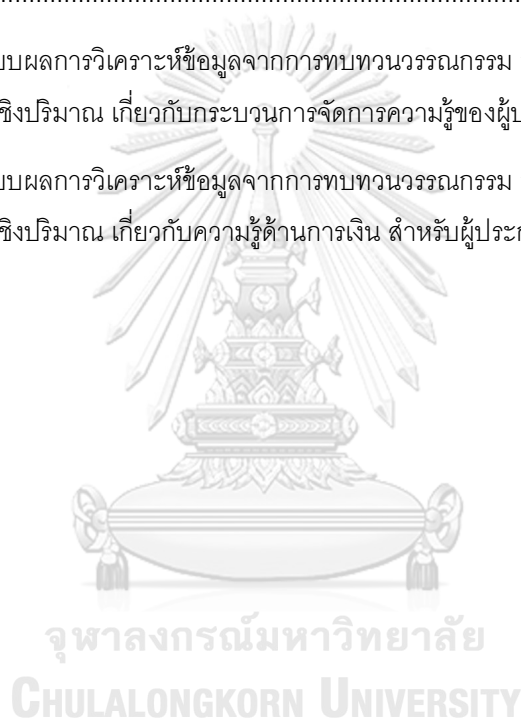 บบผลการวิเคราะห์ข้อมูลจากการทบทวนวรรณกรรม
ชิงปริมาณ เกี่ยวกับกระบวนการจัดการความรู้ของผู้ป
บบผลการวิเคราะห์ข้อมูลจากการทบทวนวรรณกรรม
ชิงปริมาณ เกี่ยวกับความรู้ด้านการเงิน สำหรับผู้ประก
จุฬาลงกรณ์มหาวิทยาลัย
CHULALONGKORN UNIVERSITY